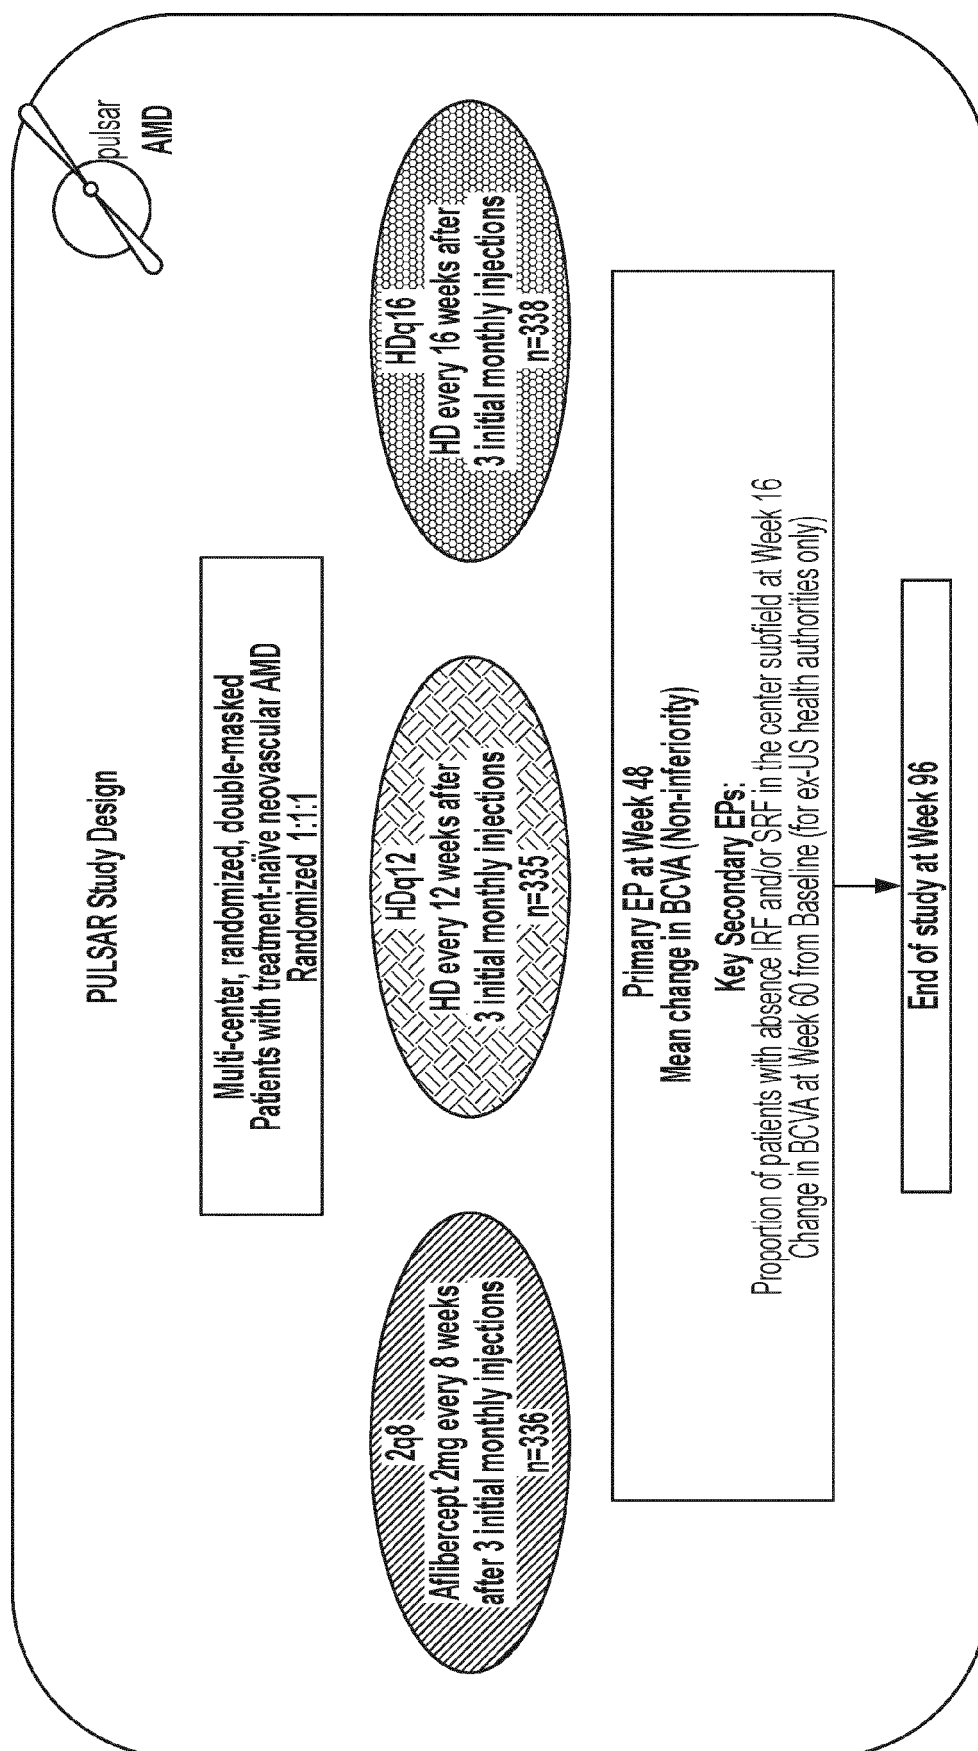 PULSAR Study Design
pulsar
AMD
Multi-center, randomized, double-masked
Patients with treatment-naïve neovascular AMD
Randomized 1:1:1
2q8
Aflibercept 2mg every 8 weeks
after 3 initial monthly injections
n=336
HDq12
HD every 12 weeks after
3 initial monthly injections
n=335
HDq16
HD every 16 weeks after
3 initial monthly injections
n=338
Primary EP at Week 48
Mean change in BCVA (Non-inferiority)
Key Secondary EPs:
Proportion of patients with absence IRF and/or SRF in the center subfield at Week 16
Change in BCVA at Week 60 from Baseline (for ex-US health authorities only)
End of study at Week 96